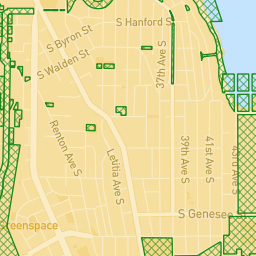 S Hanford St
S Byron St
S Walden St
37th Ave S
Renton Ave S
Letitia Ave S
39th Ave S
41st Ave S
43rd Ave S
S Genesee
eenspace